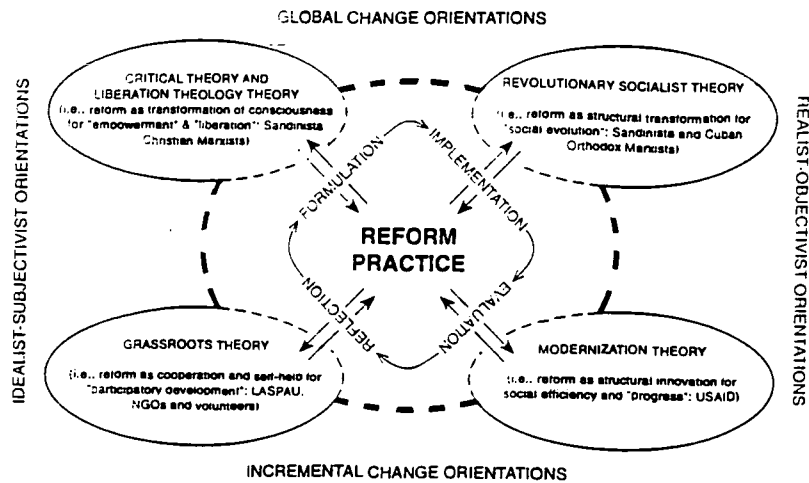 GLOBAL CHANGE ORIENTATIONS
CRITICAL THEORY AND
LIBERATION THEOLOGY THEORY
(i.e., reform as transformation of consciousness
for "empowerment" & "liberation": Sandinista
Christian Marxists)
REVOLUTIONARY SOCIALIST THEORY
(i.e., reform as structural transformation for
"social evolution": Sandinista and Cuban
Orthodox Marxists)
IDEALIST-SUBJECTIVIST ORIENTATIONS
REALIST-OBJECTIVIST ORIENTATIONS
FORMULATION
IMPLEMENTATION
REFORM
PRACTICE
REFLECTION
EVALUATION
GRASSROOTS THEORY
(i.e., reform as cooperation and self-help for
"participatory development": LASPAU,
NGOs and volunteers)
MODERNIZATION THEORY
(i.e., reform as structural innovation for
social efficiency and "progress": USAID)
INCREMENTAL CHANGE ORIENTATIONS